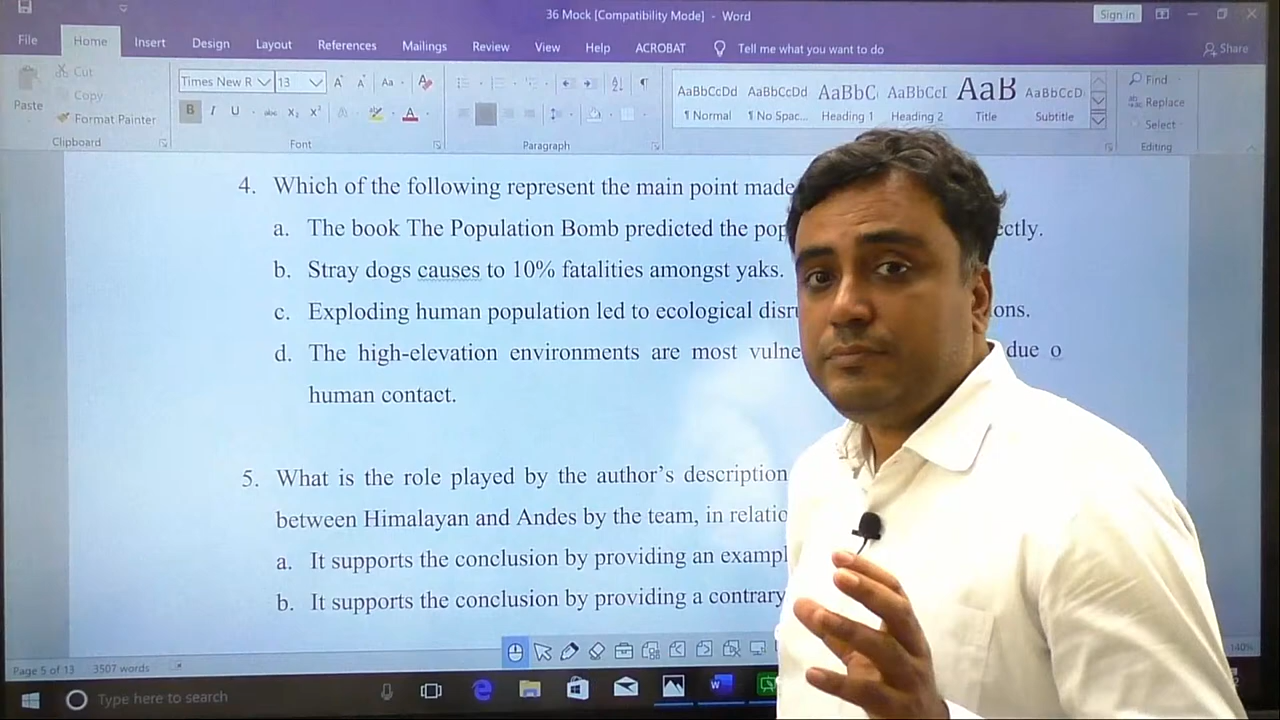 36 Mock [Compatibility Mode] - Word
Sign in
File Home Insert Design Layout References Mailings Review View Help ACROBAT Tell me what you want to do Share
Paste
Cut
Copy
Format Painter
Clipboard
Times New R 13
B I U abc X₂ X²
Font
Paragraph
AaBbCcDd AaBbCcDd AaBbC AaBbCcI AaB AaBbCcD
¶ Normal ¶ No Spac... Heading 1 Heading 2 Title Subtitle
Find
Replace
Select
Editing
4. Which of the following represent the main point made
a. The book The Population Bomb predicted the pop ectly.
b. Stray dogs causes to 10% fatalities amongst yaks.
c. Exploding human population led to ecological disru ons.
d. The high-elevation environments are most vulne due o
human contact.
5. What is the role played by the author's description
between Himalayan and Andes by the team, in relatio
a. It supports the conclusion by providing an exampl
b. It supports the conclusion by providing a contrary
Page 5 of 13 3507 words
140%
Type here to search